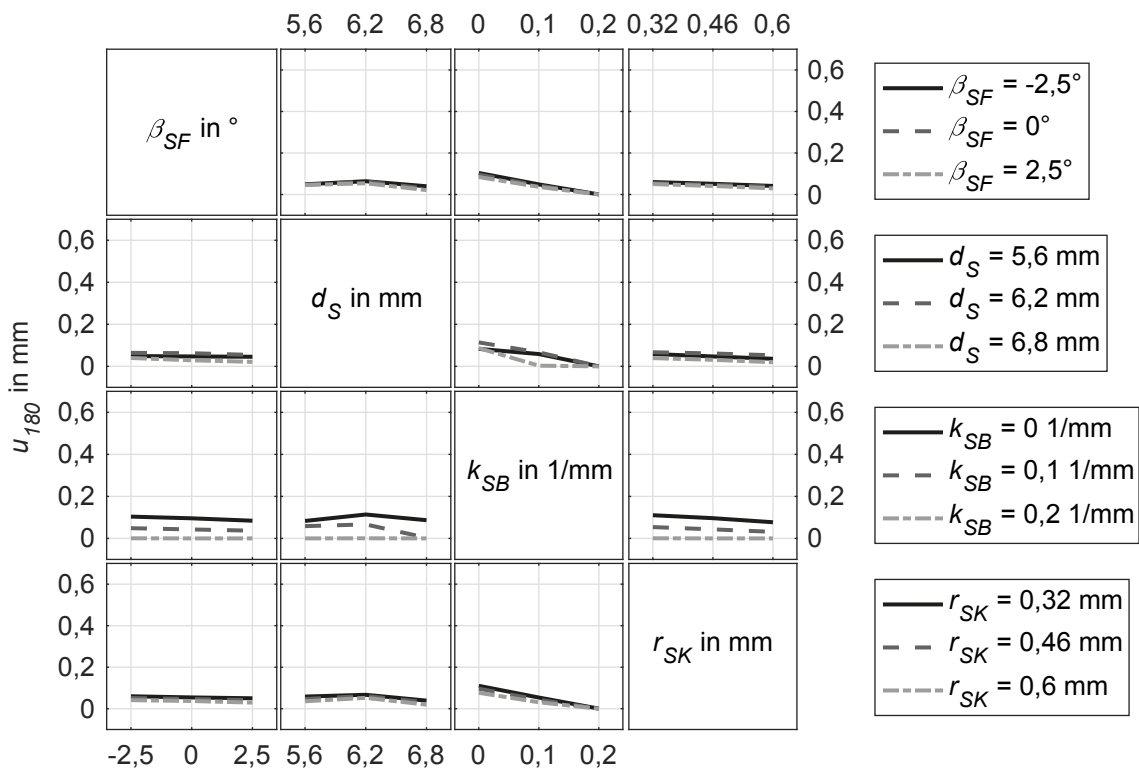 5,6 6,2 6,8 0 0,1 0,2 0,32 0,46 0,6
β_SF in °
0,6
0,4
0,2
0
β_SF = -2,5°
β_SF = 0°
β_SF = 2,5°
u_180 in mm
0,6
0,4
0,2
0
d_S in mm
0,6
0,4
0,2
0
d_S = 5,6 mm
d_S = 6,2 mm
d_S = 6,8 mm
0,6
0,4
0,2
0
k_SB in 1/mm
0,6
0,4
0,2
0
k_SB = 0 1/mm
k_SB = 0,1 1/mm
k_SB = 0,2 1/mm
0,6
0,4
0,2
0
r_SK in mm
0,6
0,4
0,2
0
r_SK = 0,32 mm
r_SK = 0,46 mm
r_SK = 0,6 mm
-2,5 0 2,5 5,6 6,2 6,8 0 0,1 0,2